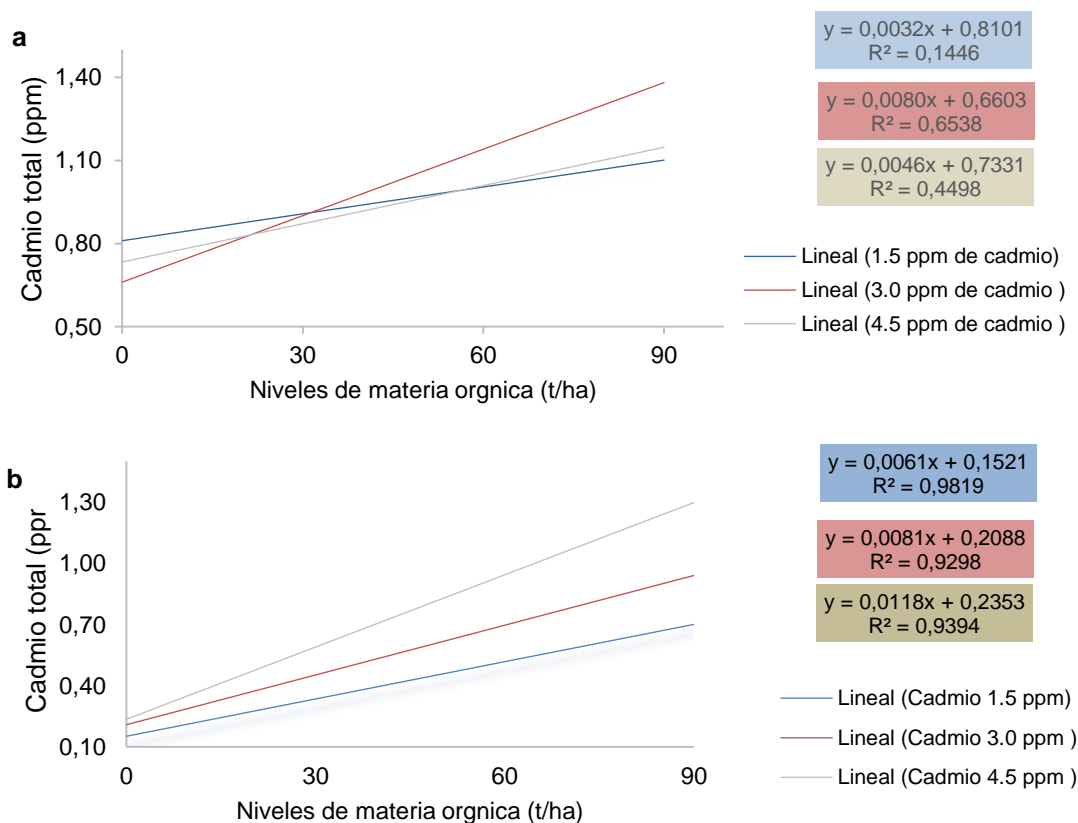 a
y = 0,0032x + 0,8101
R² = 0,1446
y = 0,0080x + 0,6603
R² = 0,6538
y = 0,0046x + 0,7331
R² = 0,4498
Cadmio total (ppm)
1,40
1,10
0,80
0,50
0
30
60
90
Niveles de materia orgnica (t/ha)
Lineal (1.5 ppm de cadmio)
Lineal (3.0 ppm de cadmio )
Lineal (4.5 ppm de cadmio )
b
y = 0,0061x + 0,1521
R² = 0,9819
y = 0,0081x + 0,2088
R² = 0,9298
y = 0,0118x + 0,2353
R² = 0,9394
Cadmio total (ppr
1,30
1,00
0,70
0,40
0,10
0
30
60
90
Niveles de materia orgnica (t/ha)
Lineal (Cadmio 1.5 ppm)
Lineal (Cadmio 3.0 ppm )
Lineal (Cadmio 4.5 ppm )